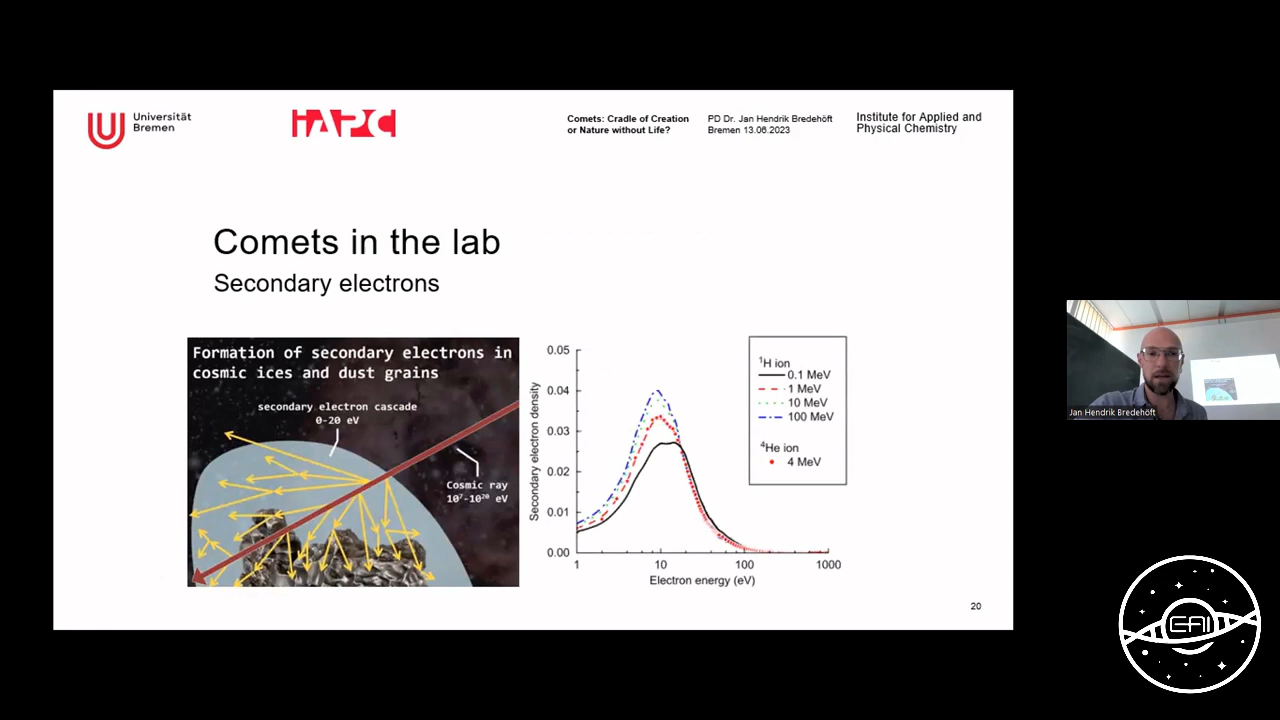 Universität
Bremen
iAPC
Comets: Cradle of Creation
or Nature without Life?
PD Dr. Jan Hendrik Bredehöft
Bremen 13.06.2023
Institute for Applied and
Physical Chemistry
Comets in the lab
Secondary electrons
Formation of secondary electrons in
cosmic ices and dust grains
secondary electron cascade
0-20 eV
Cosmic ray
10⁷-10²⁰ eV
Secondary electron density
0.05
0.04
0.03
0.02
0.01
0.00
1
10
100
1000
Electron energy (eV)
¹H ion
0.1 MeV
1 MeV
10 MeV
100 MeV
⁴He ion
4 MeV
20
Jan Hendrik Bredehöft
EAI